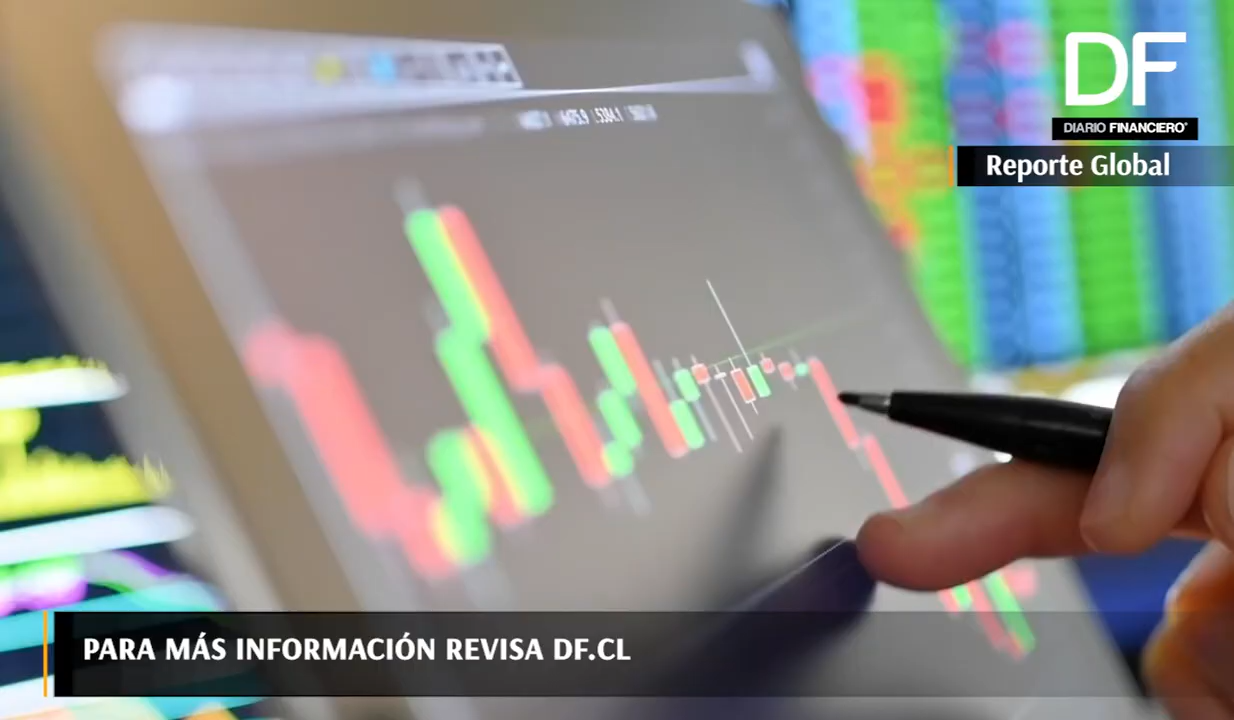 DF
DIARIO FINANCIERO®
Reporte Global
PARA MÁS INFORMACIÓN REVISA DF.CL